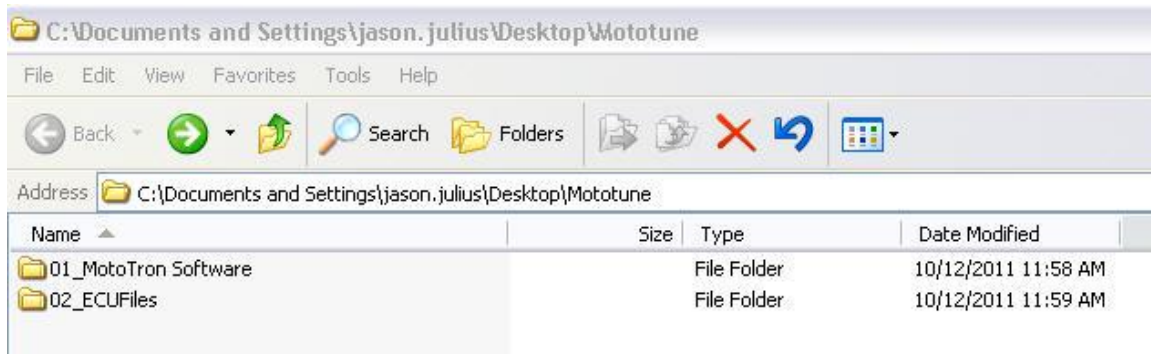 C:\Documents and Settings\jason.julius\Desktop\Mototune
File Edit View Favorites Tools Help
Back Search Folders
Address C:\Documents and Settings\jason.julius\Desktop\Mototune
Name Size Type Date Modified
01_MotoTron Software File Folder 10/12/2011 11:58 AM
02_ECUFiles File Folder 10/12/2011 11:59 AM